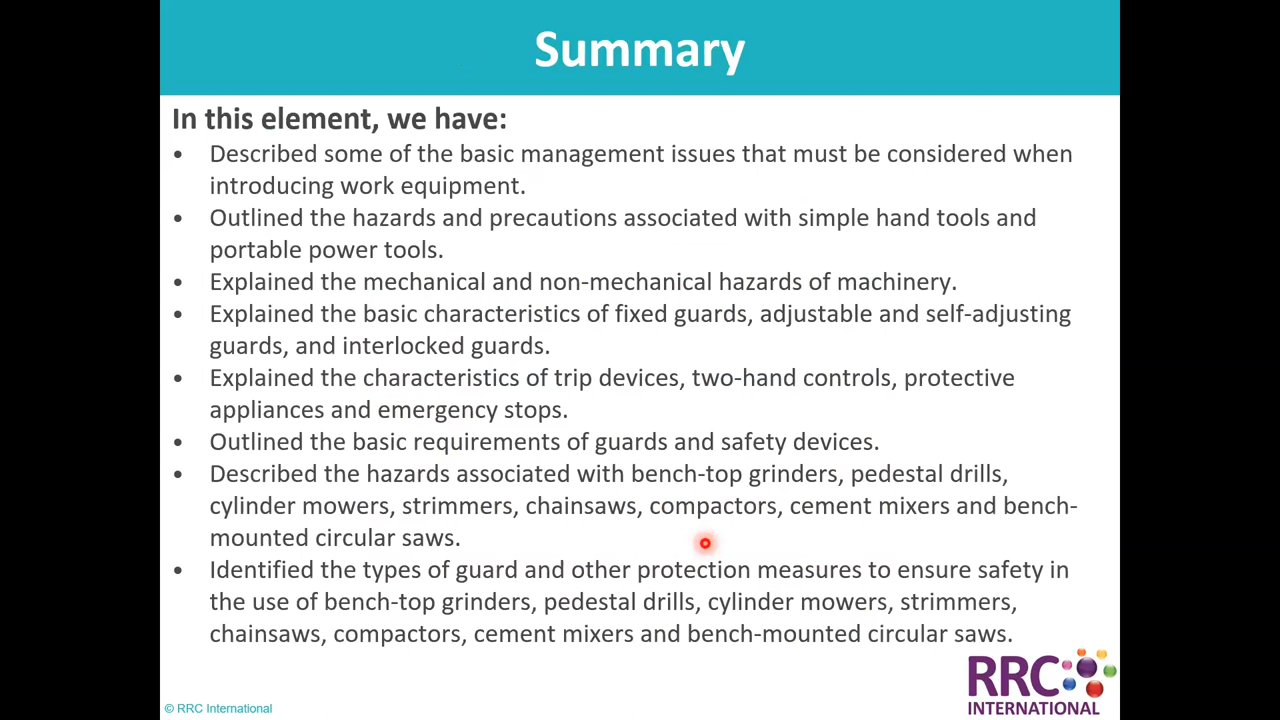 Summary
In this element, we have:
• Described some of the basic management issues that must be considered when
introducing work equipment.
• Outlined the hazards and precautions associated with simple hand tools and
portable power tools.
• Explained the mechanical and non-mechanical hazards of machinery.
• Explained the basic characteristics of fixed guards, adjustable and self-adjusting
guards, and interlocked guards.
• Explained the characteristics of trip devices, two-hand controls, protective
appliances and emergency stops.
• Outlined the basic requirements of guards and safety devices.
• Described the hazards associated with bench-top grinders, pedestal drills,
cylinder mowers, strimmers, chainsaws, compactors, cement mixers and bench-
mounted circular saws.
• Identified the types of guard and other protection measures to ensure safety in
the use of bench-top grinders, pedestal drills, cylinder mowers, strimmers,
chainsaws, compactors, cement mixers and bench-mounted circular saws.
RRC
INTERNATIONAL
© RRC International